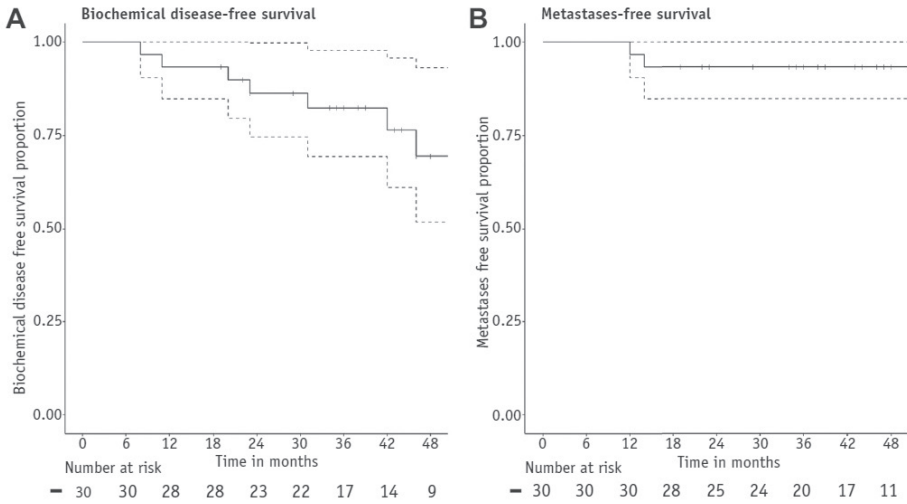 A
Biochemical disease-free survival
Biochemical disease free survival proportion
1.00
0.75
0.50
0.25
0.00
0 6 12 18 24 30 36 42 48
Number at risk
Time in months
30 30 28 28 23 22 17 14 9
B
Metastases-free survival
Metastases free survival proportion
1.00
0.75
0.50
0.25
0.00
0 6 12 18 24 30 36 42 48
Number at risk
Time in months
30 30 30 28 25 24 20 17 11